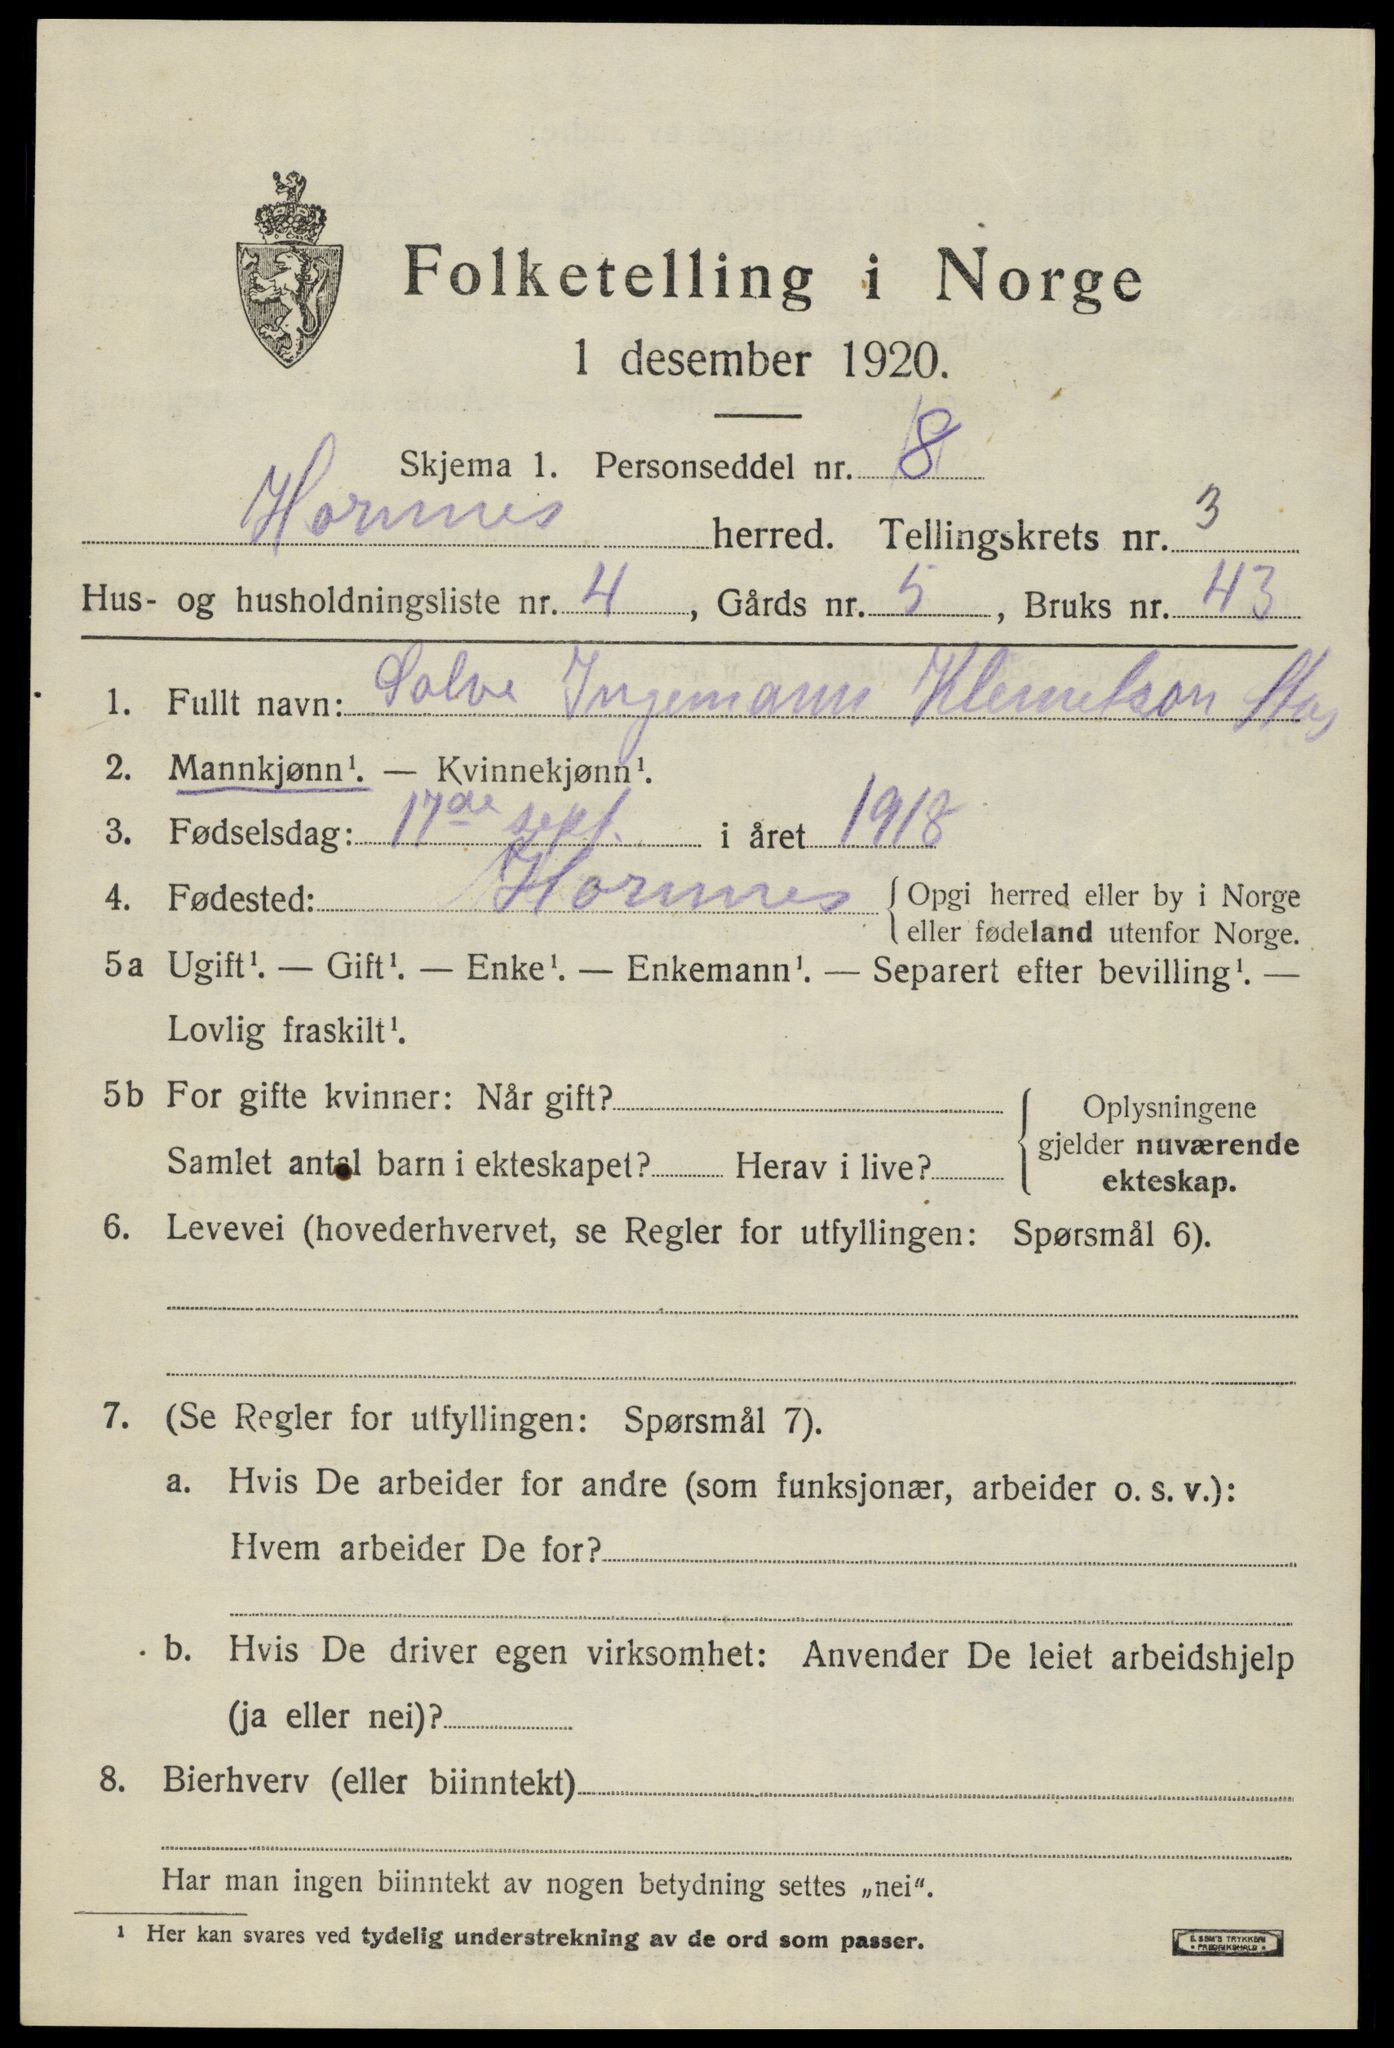 Folketelling i Norge
1 desember 1920.
Skjema 1. Personseddel nr. 8
Hornnes herred. Tellingskrets nr. 3
Hus- og husholdningsliste nr. 4, Gårds nr. 5, Bruks nr. 43
1. Fullt navn: Salve Ingemann Klemetson
2. Mannkjønn¹. — Kvinnekjønn¹.
3. Fødselsdag: 17de sept. i året 1918
4. Fødested: Hornnes { Opgi herred eller by i Norge
eller fødeland utenfor Norge.
5a Ugift¹. — Gift¹. — Enke¹. — Enkemann¹. — Separert efter bevilling¹. —
Lovlig fraskilt¹.
5b For gifte kvinner: Når gift? { Oplysningene
gjelder nuværende
ekteskap.
Samlet antal barn i ekteskapet? Herav i live?
6. Levevei (hovederhvervet, se Regler for utfyllingen: Spørsmål 6).
7. (Se Regler for utfyllingen: Spørsmål 7).
a. Hvis De arbeider for andre (som funksjonær, arbeider o. s. v.):
Hvem arbeider De for?
b. Hvis De driver egen virksomhet: Anvender De leiet arbeidshjelp
(ja eller nei)?
8. Bierhverv (eller biinntekt)
Har man ingen biinntekt av nogen betydning settes „nei“.
¹ Her kan svares ved tydelig understrekning av de ord som passer.
E. SEM'S TRYKKERI
* FREDRIKSHALD *